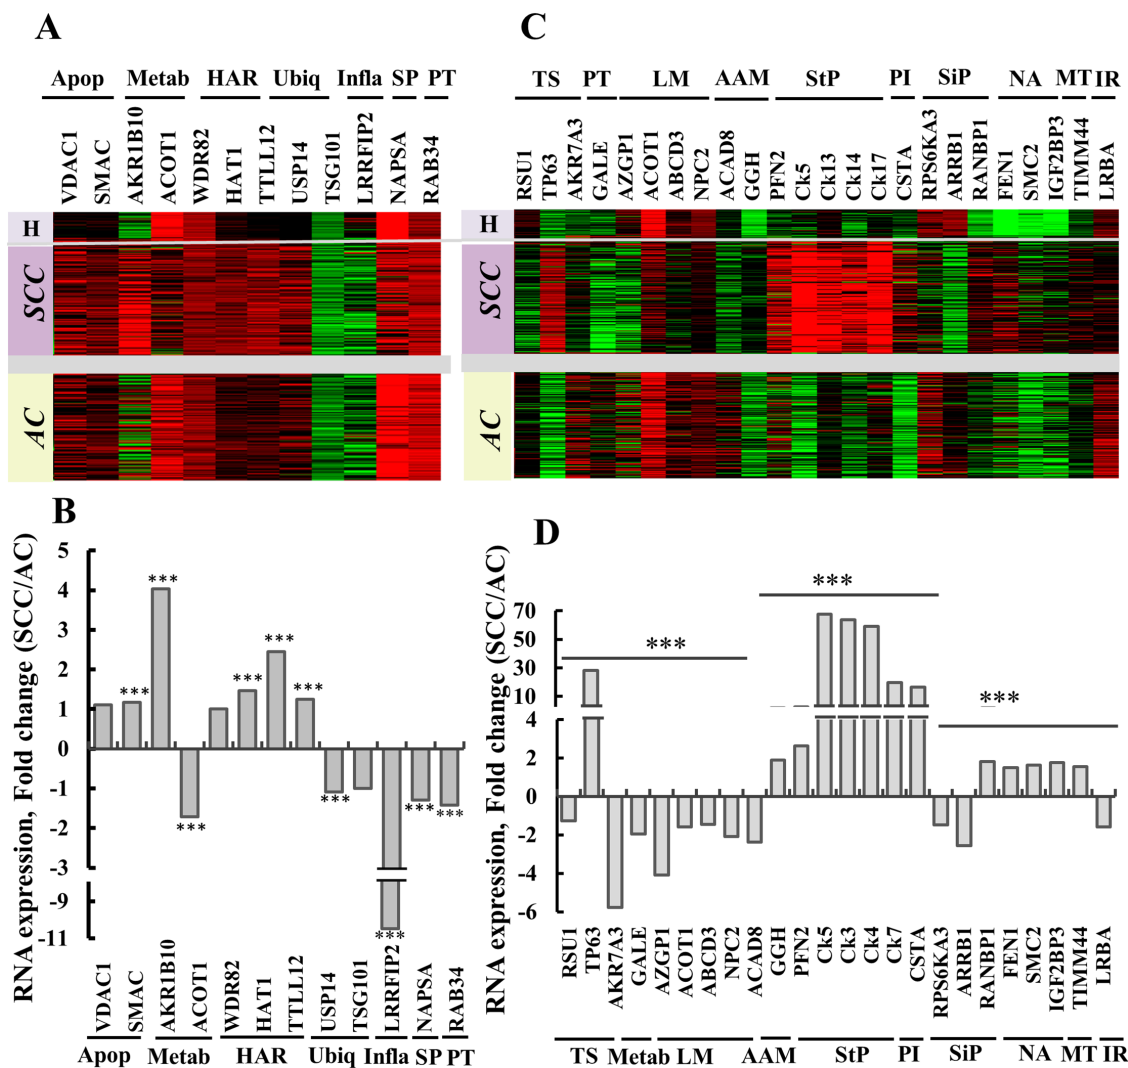 A
Apop Metab HAR Ubiq Infla SP PT
VDAC1 SMAC AKR1B10 ACOT1 WDR82 HAT1 TTLL12 USP14 TSG101 LRRFIP2 NAPSA RAB34
H
SCC
AC
C
TS PT LM AAM StP PI SiP NA MT IR
RSU1 TP63 AKR7A3 GALE AZGP1 ACOT1 ABCD3 NPC2 ACAD8 GGH PFN2 Ck5 Ck13 Ck14 Ck17 CSTA RPS6KA3 ARRB1 RANBP1 FEN1 SMC2 IGF2BP3 TIMM44 LRBA
H
SCC
AC
B
RNA expression, Fold change (SCC/AC)
5
4
3
2
1
0
-1
-2
-3
-9
-11
*** *** *** *** *** *** *** *** *** ***
VDAC1 SMAC AKR1B10 ACOT1 WDR82 HAT1 TTLL12 USP14 TSG101 LRRFIP2 NAPSA RAB34
Apop Metab HAR Ubiq Infla SP PT
D
RNA expression, Fold change (SCC/AC)
70
50
30
10
4
2
0
-2
-4
-6
*** *** ***
RSU1 TP63 AKR7A3 GALE AZGP1 ACOT1 ABCD3 NPC2 ACAD8 GGH PFN2 Ck5 Ck3 Ck4 Ck7 CSTA RPS6KA3 ARRB1 RANBP1 FEN1 SMC2 IGF2BP3 TIMM44 LRBA
TS Metab LM AAM StP PI SiP NA MT IR